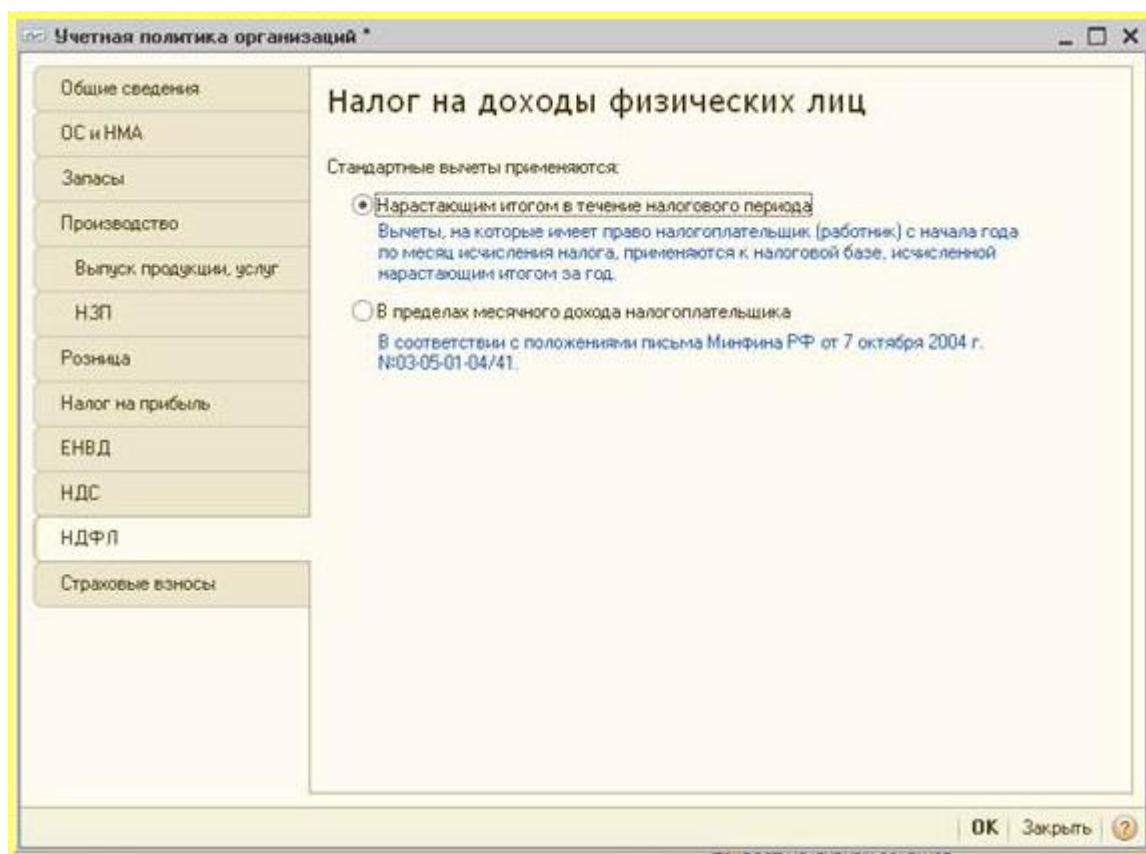 Учетная политика организаций *
Общие сведения
ОС и НМА
Запасы
Производство
Выпуск продукции, услуг
НЗП
Розница
Налог на прибыль
ЕНВД
НДС
НДФЛ
Страховые взносы
Налог на доходы физических лиц
Стандартные вычеты применяются:
Нарастающим итогом в течение налогового периода
Вычеты, на которые имеет право налогоплательщик (работник) с начала года
по месяц исчисления налога, применяются к налоговой базе, исчисленной
нарастающим итогом за год.
В пределах месячного дохода налогоплательщика
В соответствии с положениями письма Минфина РФ от 7 октября 2004 г.
№03-05-01-04/41.
OK Закрыть ?